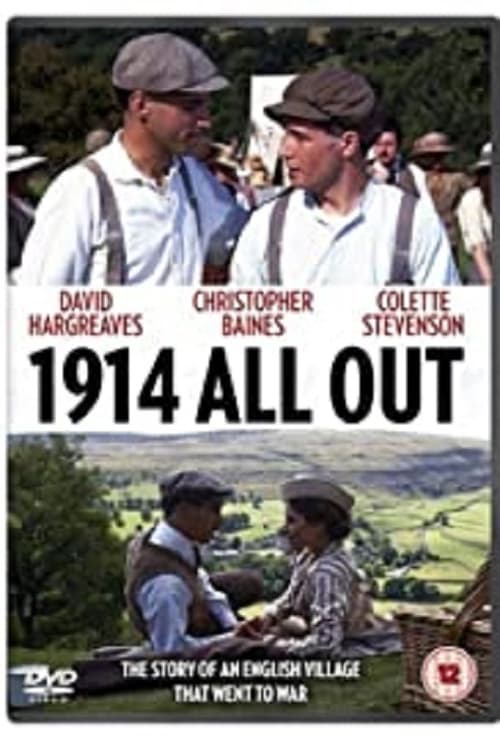 DAVID CHRISTOPHER COLETTE
HARGREAVES BAINES STEVENSON
1914 ALL OUT
THE STORY OF AN ENGLISH VILLAGE
THAT WENT TO WAR
DVD
VIDEO
12